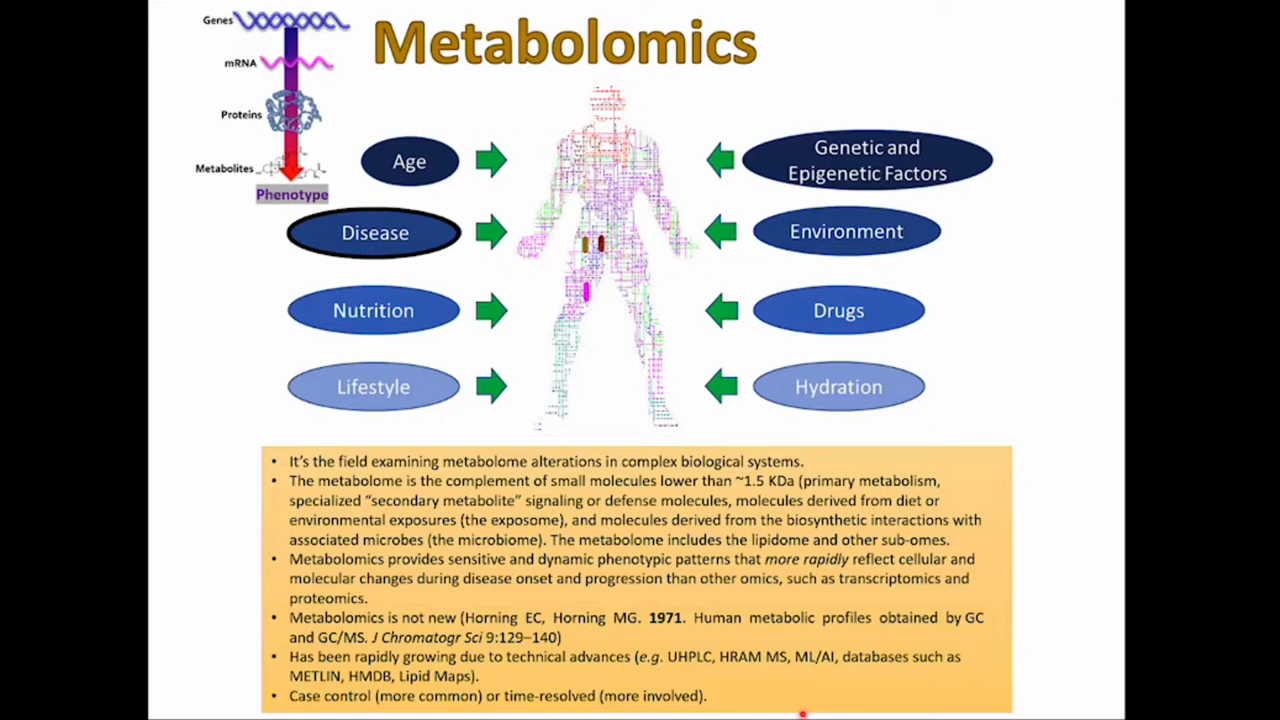 Genes
Metabolomics
mRNA
Proteins
Metabolites
Phenotype
Age
Genetic and
Epigenetic Factors
Disease
Environment
Nutrition
Drugs
Lifestyle
Hydration
• It's the field examining metabolome alterations in complex biological systems.
• The metabolome is the complement of small molecules lower than ~1.5 KDa (primary metabolism,
specialized “secondary metabolite” signaling or defense molecules, molecules derived from diet or
environmental exposures (the exposome), and molecules derived from the biosynthetic interactions with
associated microbes (the microbiome). The metabolome includes the lipidome and other sub-omes.
• Metabolomics provides sensitive and dynamic phenotypic patterns that more rapidly reflect cellular and
molecular changes during disease onset and progression than other omics, such as transcriptomics and
proteomics.
• Metabolomics is not new (Horning EC, Horning MG. 1971. Human metabolic profiles obtained by GC
and GC/MS. J Chromatogr Sci 9:129–140)
• Has been rapidly growing due to technical advances (e.g. UHPLC, HRAM MS, ML/AI, databases such as
METLIN, HMDB, Lipid Maps).
• Case control (more common) or time-resolved (more involved).